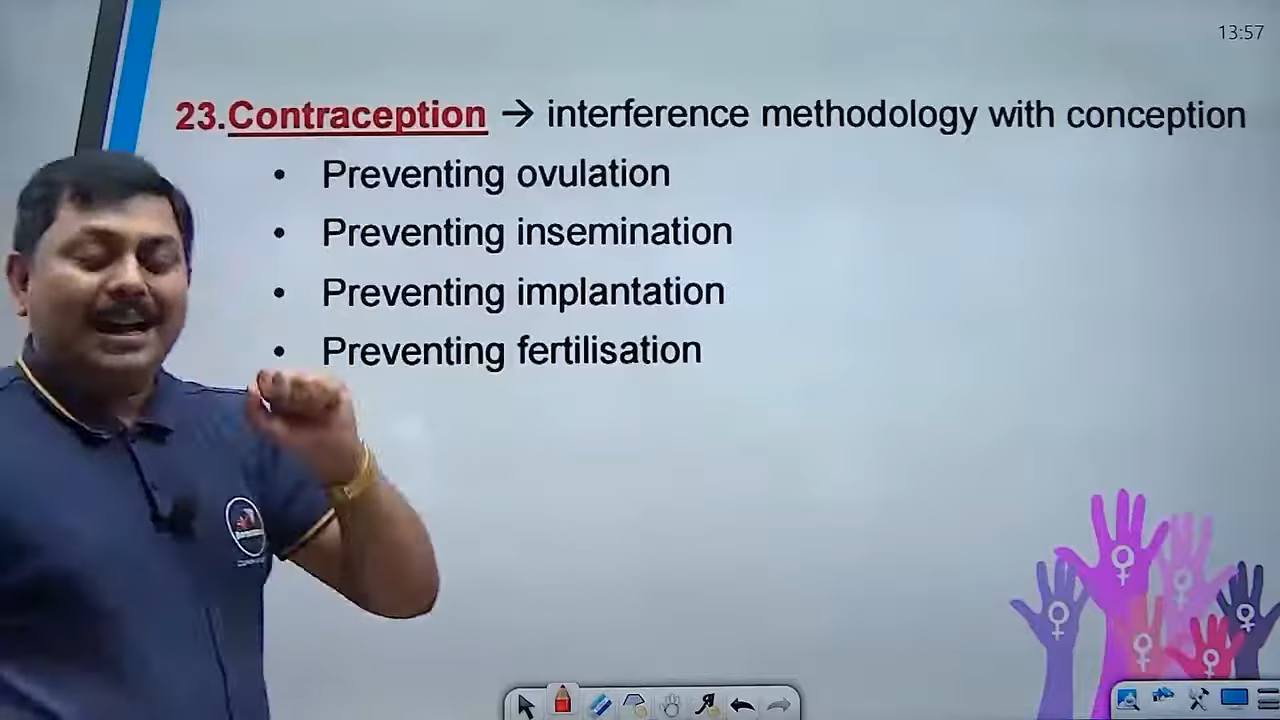 13:57
23.Contraception → interference methodology with conception
• Preventing ovulation
• Preventing insemination
• Preventing implantation
• Preventing fertilisation